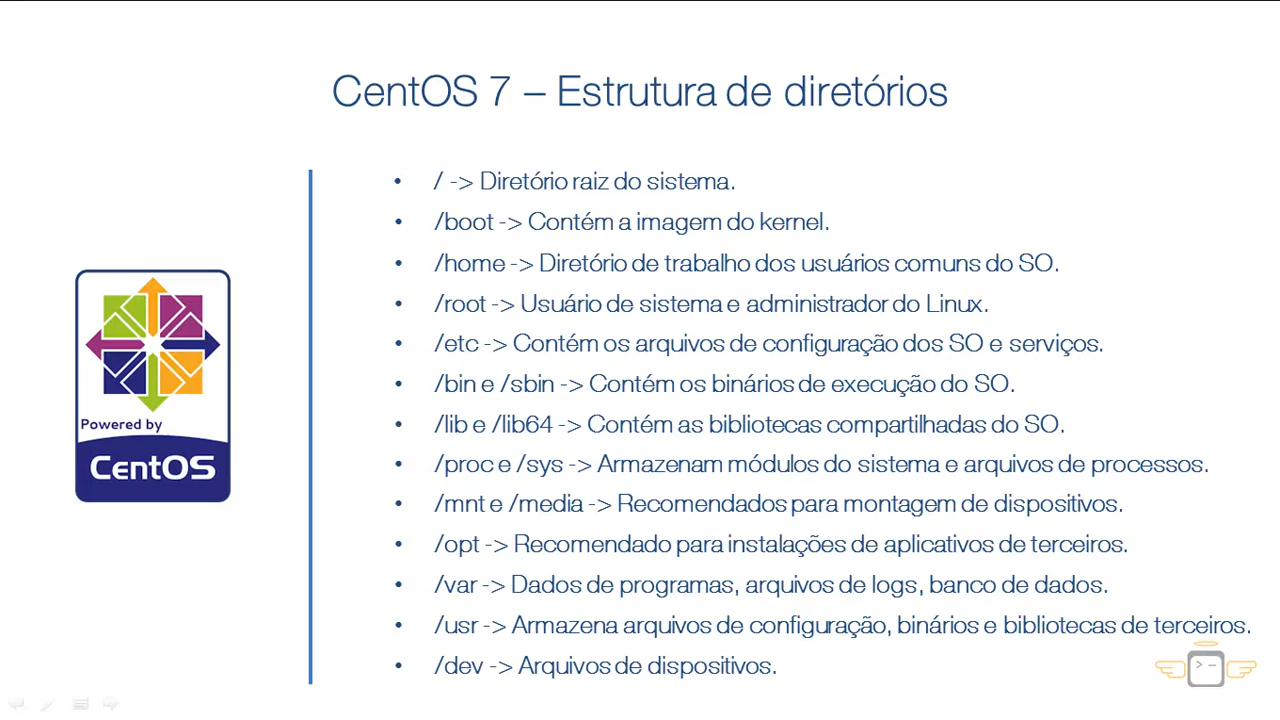 CentOS 7 – Estrutura de diretórios
• / -> Diretório raiz do sistema.
• /boot -> Contém a imagem do kernel.
• /home -> Diretório de trabalho dos usuários comuns do SO.
• /root -> Usuário de sistema e administrador do Linux.
• /etc -> Contém os arquivos de configuração dos SO e serviços.
• /bin e /sbin -> Contém os binários de execução do SO.
• /lib e /lib64 -> Contém as bibliotecas compartilhadas do SO.
• /proc e /sys -> Armazenam módulos do sistema e arquivos de processos.
• /mnt e /media -> Recomendados para montagem de dispositivos.
• /opt -> Recomendado para instalações de aplicativos de terceiros.
• /var -> Dados de programas, arquivos de logs, banco de dados.
• /usr -> Armazena arquivos de configuração, binários e bibliotecas de terceiros.
• /dev -> Arquivos de dispositivos.
Powered by
CentOS